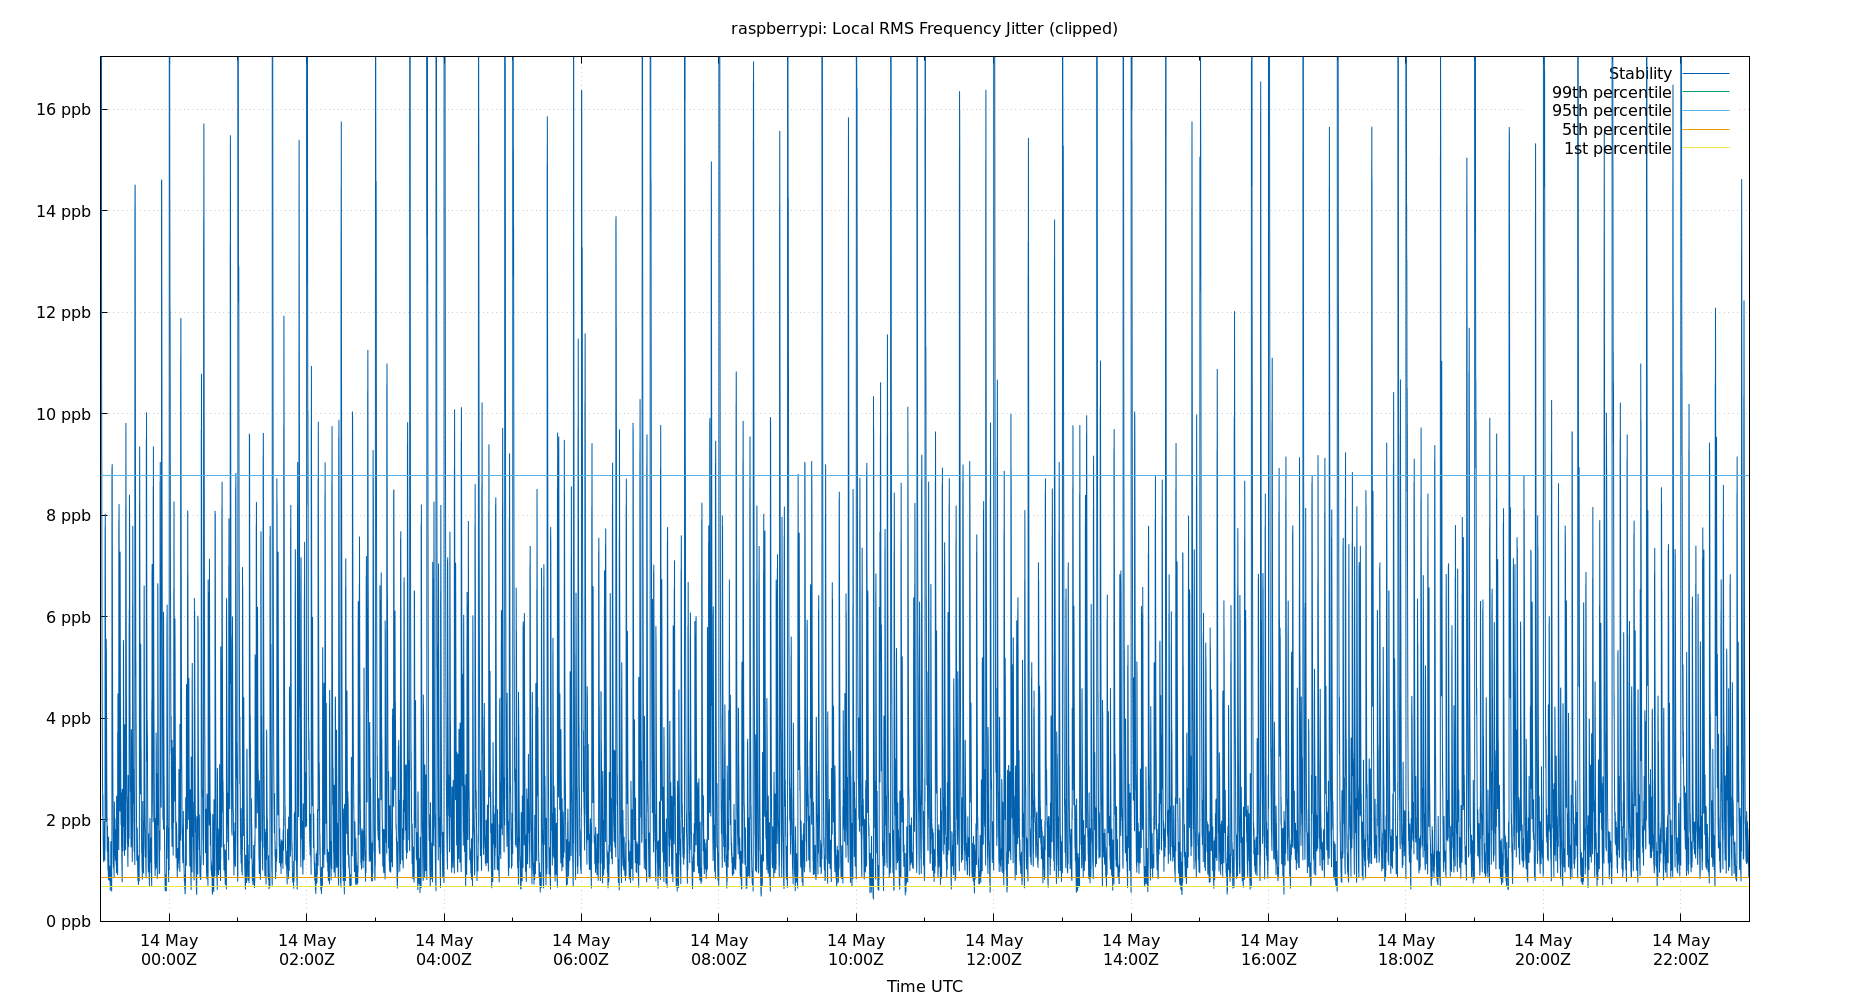 raspberrypi: Local RMS Frequency Jitter (clipped)
Stability
99th percentile
95th percentile
5th percentile
1st percentile
16 ppb
14 ppb
12 ppb
10 ppb
8 ppb
6 ppb
4 ppb
2 ppb
0 ppb
14 May 14 May 14 May 14 May 14 May 14 May 14 May 14 May 14 May 14 May 14 May 14 May
00:00Z 02:00Z 04:00Z 06:00Z 08:00Z 10:00Z 12:00Z 14:00Z 16:00Z 18:00Z 20:00Z 22:00Z
Time UTC